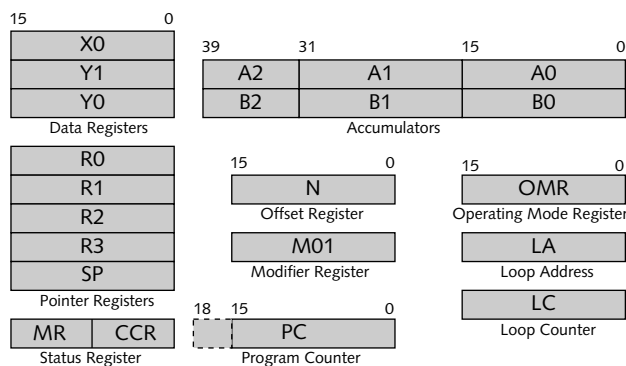 15 0
X0
Y1
Y0
Data Registers
39 31 15 0
A2 A1 A0
B2 B1 B0
Accumulators
R0
R1
R2
R3
SP
Pointer Registers
MR CCR
Status Register
15 0
N
Offset Register
M01
Modifier Register
18 15 0
PC
Program Counter
15 0
OMR
Operating Mode Register
LA
Loop Address
LC
Loop Counter